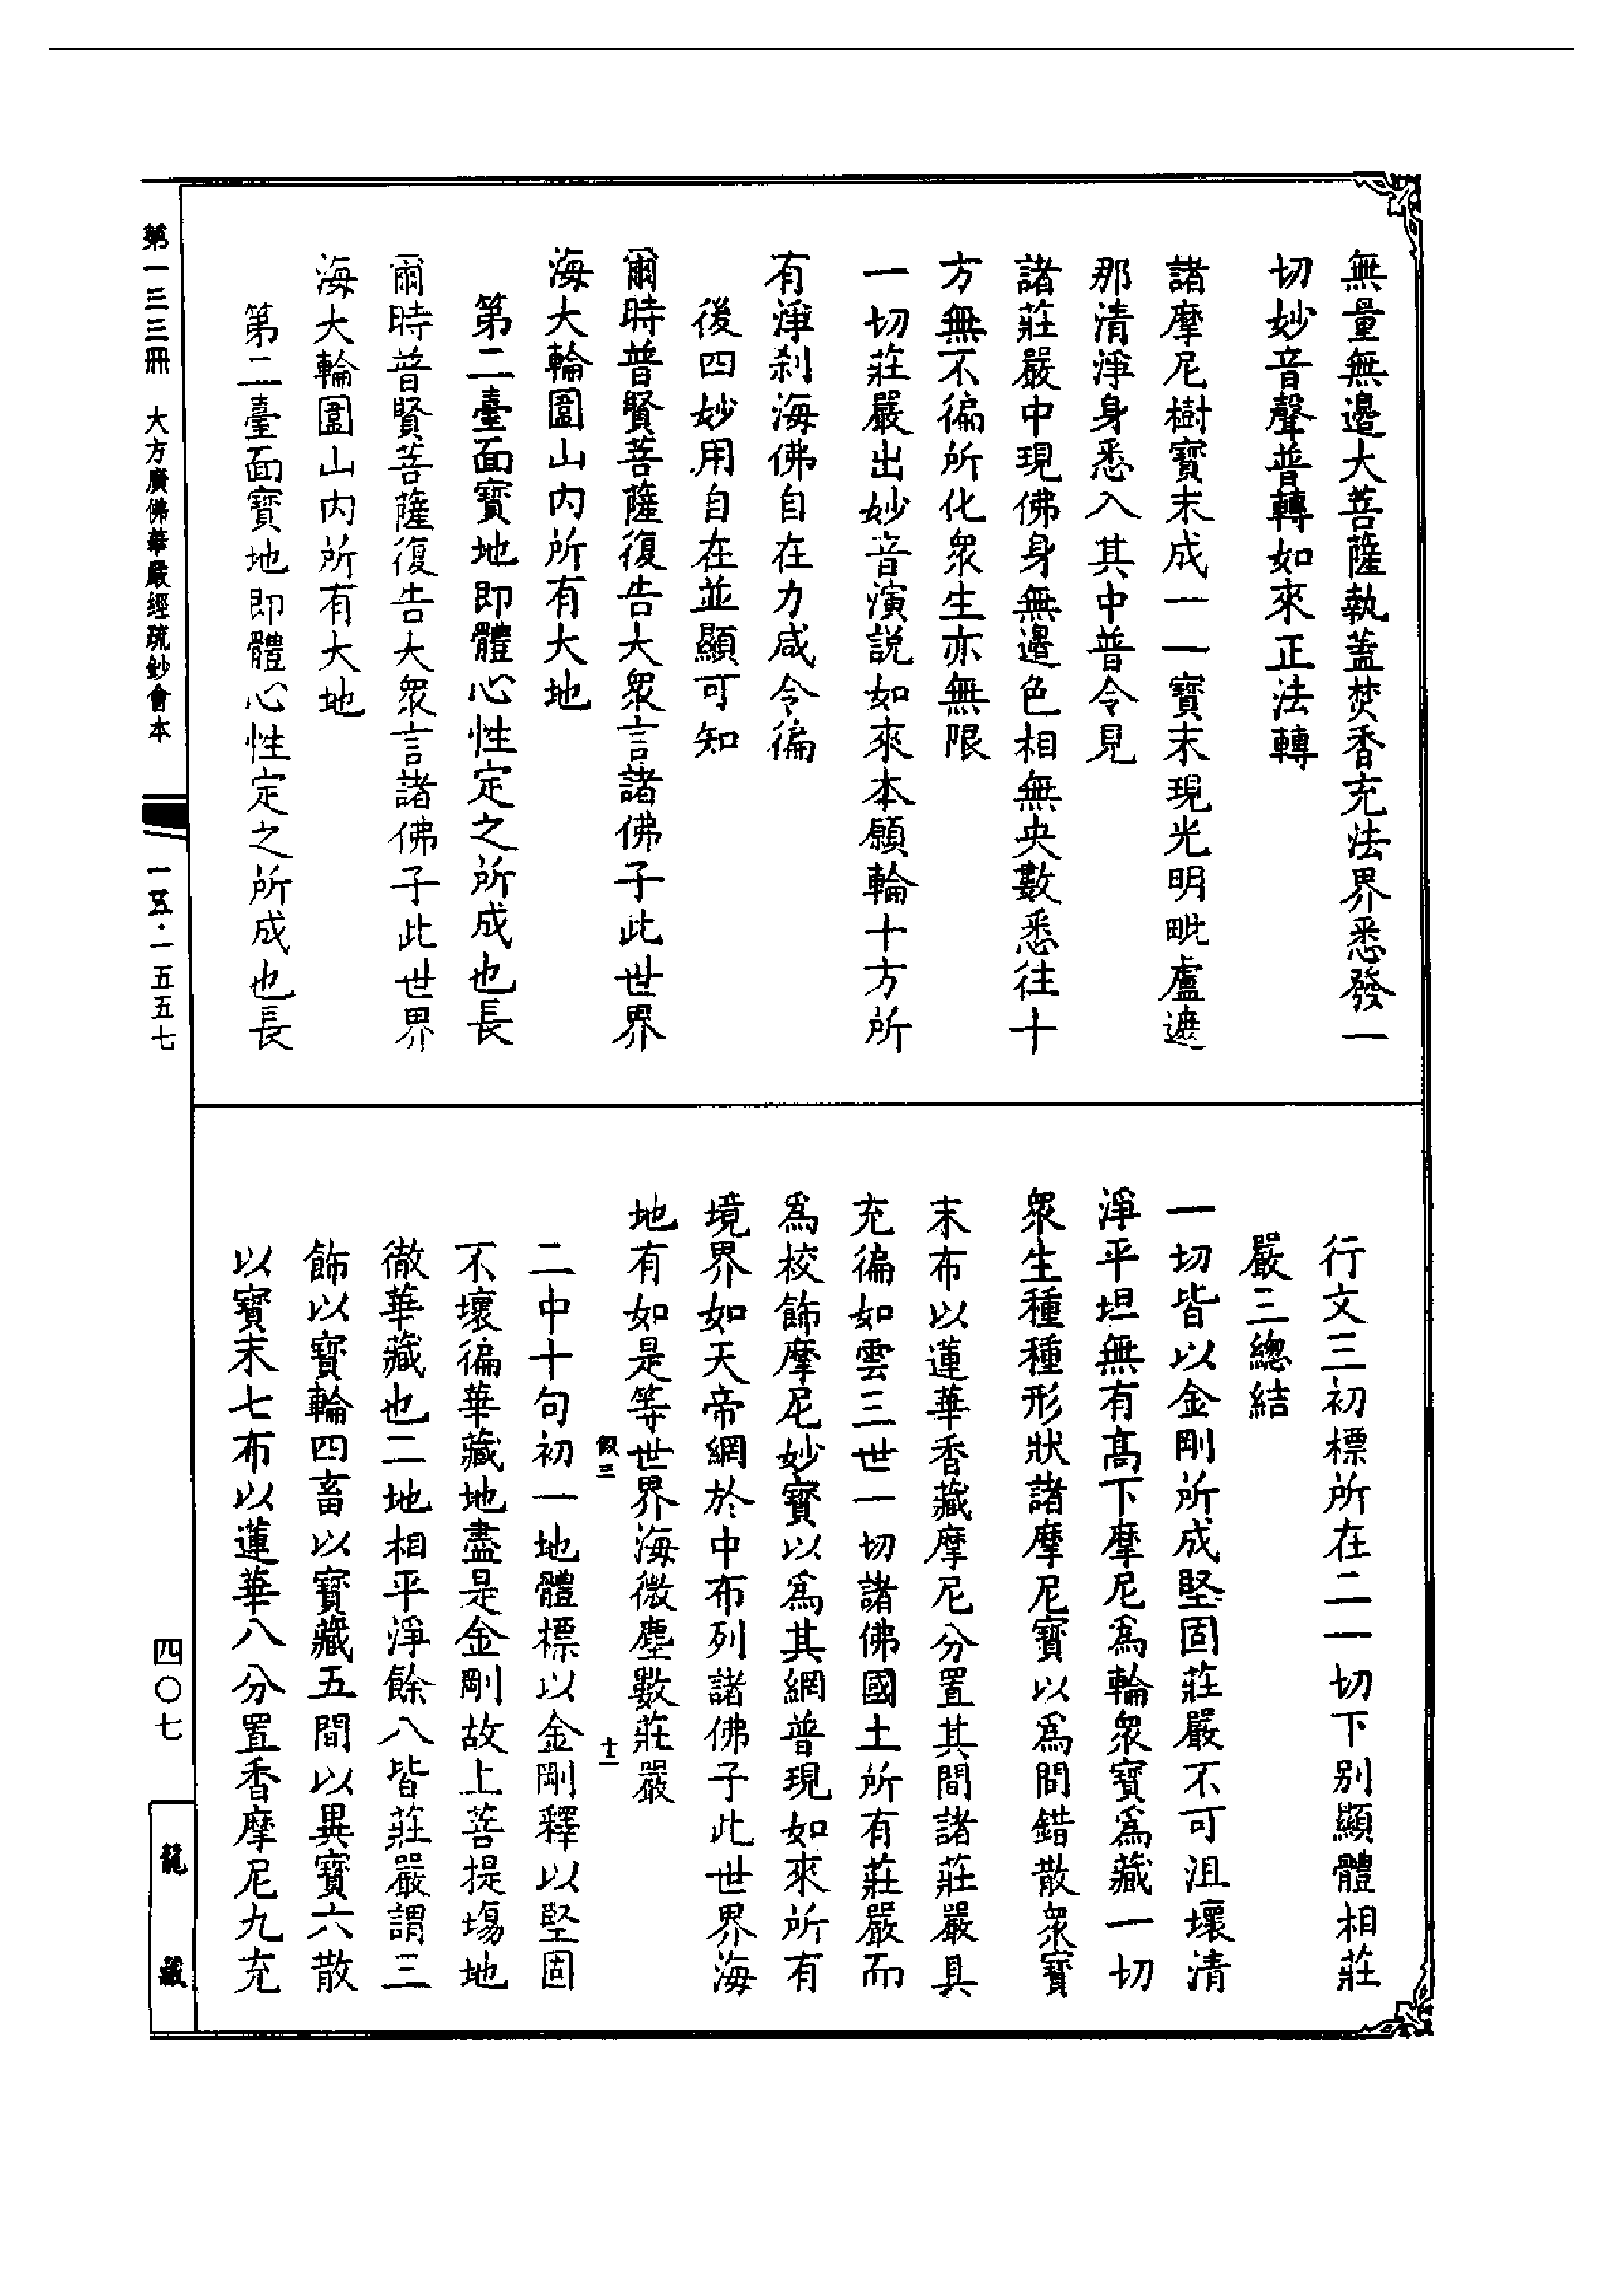 無量無邊大菩薩執蓋焚香充法界悉發一
切妙音聲普轉如來正法轉
諸摩尼樹寶末成一一寶末現光明毗盧遮
那清淨身悉入其中普令見
諸莊嚴中現佛身無邊色相無央數悉往十
方無不徧所化眾生亦無限
一切莊嚴出妙音演説如來本願輪十方所
有淨刹海佛自在力咸令徧
後四妙用自在並顯可知
爾時普賢菩薩復告大眾言諸佛子此世界
海大輪圍山內所有大地
第二臺面寶地即體心性定之所成也長
爾時普賢菩薩復告大眾言諸佛子此世界
海大輪圍山內所有大地
第二臺面寶地即體心性定之所成也長
行文三初標所在二一切下別顯體相莊
嚴三總結
一切皆以金剛所成堅固莊嚴不可沮壞清
淨平坦無有高下摩尼為輪眾寶為藏一切
眾生種種形狀諸摩尼寶以為間錯散眾寶
末布以蓮華香藏摩尼分置其間諸莊嚴具
充徧如雲三世一切諸佛國土所有莊嚴而
為校飾摩尼妙寶以為其網普現如來所有
境界如天帝網於中布列諸佛子此世界海
地有如是等世界海微塵數莊嚴
假三 十二
二中十句初一地體標以金剛釋以堅固
不壞徧華藏地盡是金剛故上菩提場地
徹華藏也二地相平淨餘八皆莊嚴謂三
飾以寶輪四畜以寶藏五間以異寶六散
以寶末七布以蓮華八分置香摩尼九充
第一三三冊 大方廣佛華嚴經疏鈔會本
一五五·一五五七
四〇七
龍藏